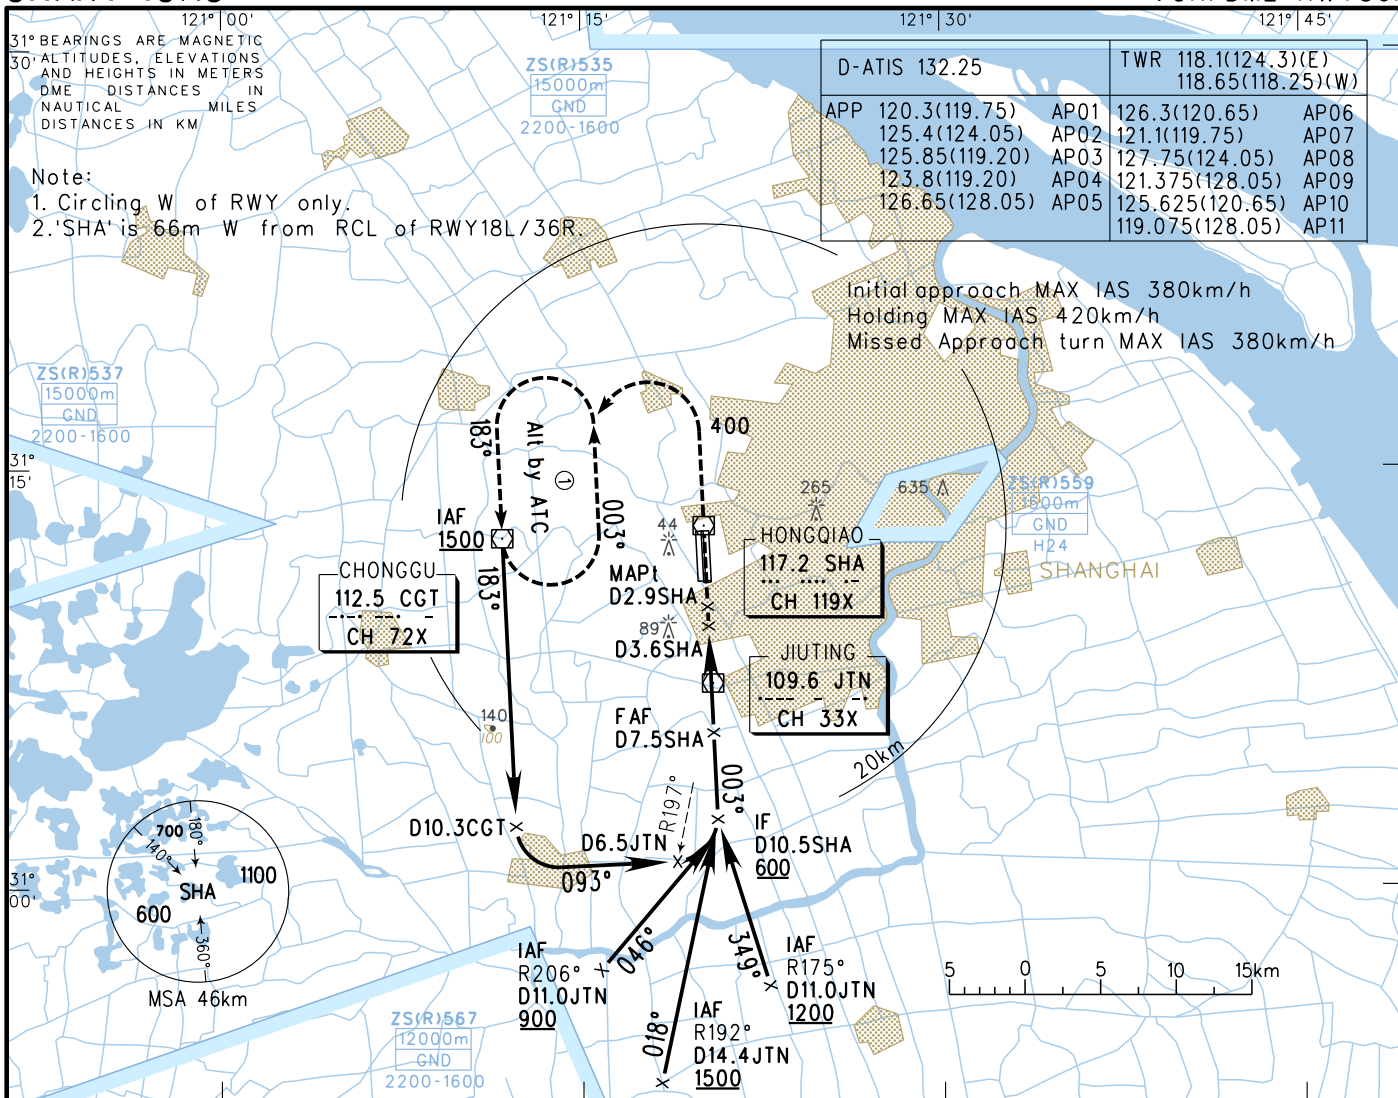 121° 00'
121° 15'
121° 30'
121° 45'
31°
30'
BEARINGS ARE MAGNETIC
ALTITUDES, ELEVATIONS
AND HEIGHTS IN METERS
DME DISTANCES IN
NAUTICAL MILES
DISTANCES IN KM
Note:
1. Circling W of RWY only.
2.'SHA' is 66m W from RCL of RWY18L/36R.
ZS(R)535
15000m
GND
2200-1600
D-ATIS 132.25
TWR 118.1(124.3)(E)
118.65(118.25)(W)
APP 120.3(119.75) AP01 126.3(120.65) AP06
125.4(124.05) AP02 121.1(119.75) AP07
125.85(119.20) AP03 127.75(124.05) AP08
123.8(119.20) AP04 121.375(128.05) AP09
126.65(128.05) AP05 125.625(120.65) AP10
119.075(128.05) AP11
Initial approach MAX IAS 380km/h
Holding MAX IAS 420km/h
Missed Approach turn MAX IAS 380km/h
ZS(R)537
15000m
GND
2200-1600
31°
15'
183°
Alt by ATC
1
003°
400
265
635
ZS(R)559
GND
H24
IAF
1500
44
HONGQIAO
117.2 SHA
CH 119X
SHANGHAI
CHONGGU
112.5 CGT
CH 72X
183°
MAPt
D2.9SHA
89
D3.6SHA
JIUTING
109.6 JTN
CH 33X
140
100
FAF
D7.5SHA
20km
003°
R197°
D10.3CGT
D6.5JTN
093°
IF
D10.5SHA
600
700
180°
140°
SHA
1100
600
360°
MSA 46km
31°
00'
IAF
R206°
D11.0JTN
900
046°
018°
349°
IAF
R175°
D11.0JTN
1200
IAF
R192°
D14.4JTN
1500
5 0 5 10 15km
ZS(R)567
12000m
GND
2200-1600